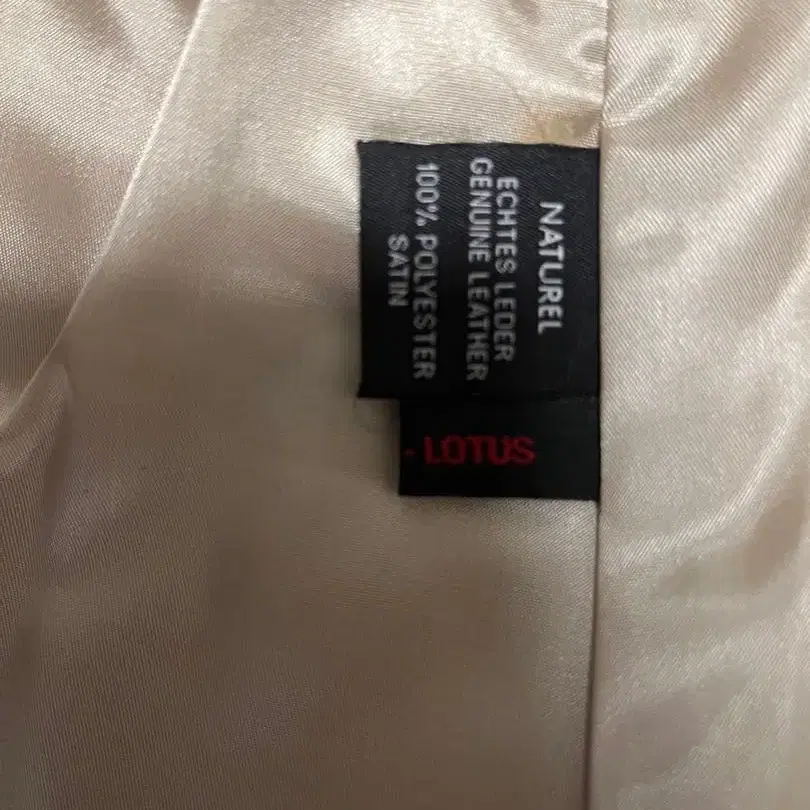 NATUREL
ECHTES LEDER
GENUINE LEATHER
100% POLYESTER
SATIN
- LOTUS